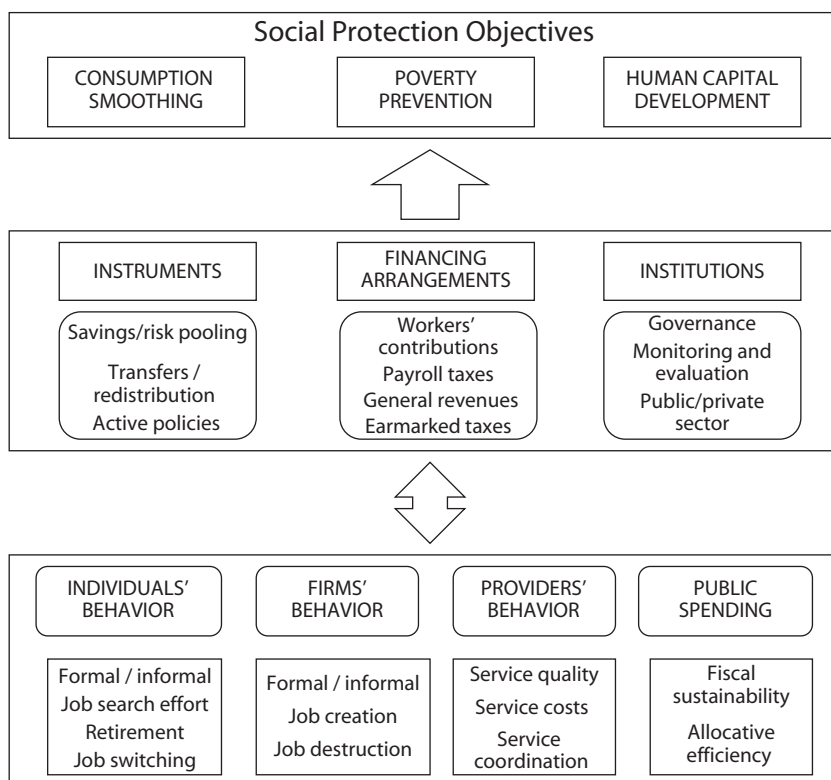 Social Protection Objectives
CONSUMPTION
SMOOTHING
POVERTY
PREVENTION
HUMAN CAPITAL
DEVELOPMENT
INSTRUMENTS
FINANCING
ARRANGEMENTS
INSTITUTIONS
Savings/risk pooling
Transfers /
redistribution
Active policies
Workers'
contributions
Payroll taxes
General revenues
Earmarked taxes
Governance
Monitoring and
evaluation
Public/private
sector
INDIVIDUALS'
BEHAVIOR
FIRMS'
BEHAVIOR
PROVIDERS'
BEHAVIOR
PUBLIC
SPENDING
Formal / informal
Job search effort
Retirement
Job switching
Formal / informal
Job creation
Job destruction
Service quality
Service costs
Service
coordination
Fiscal
sustainability
Allocative
efficiency